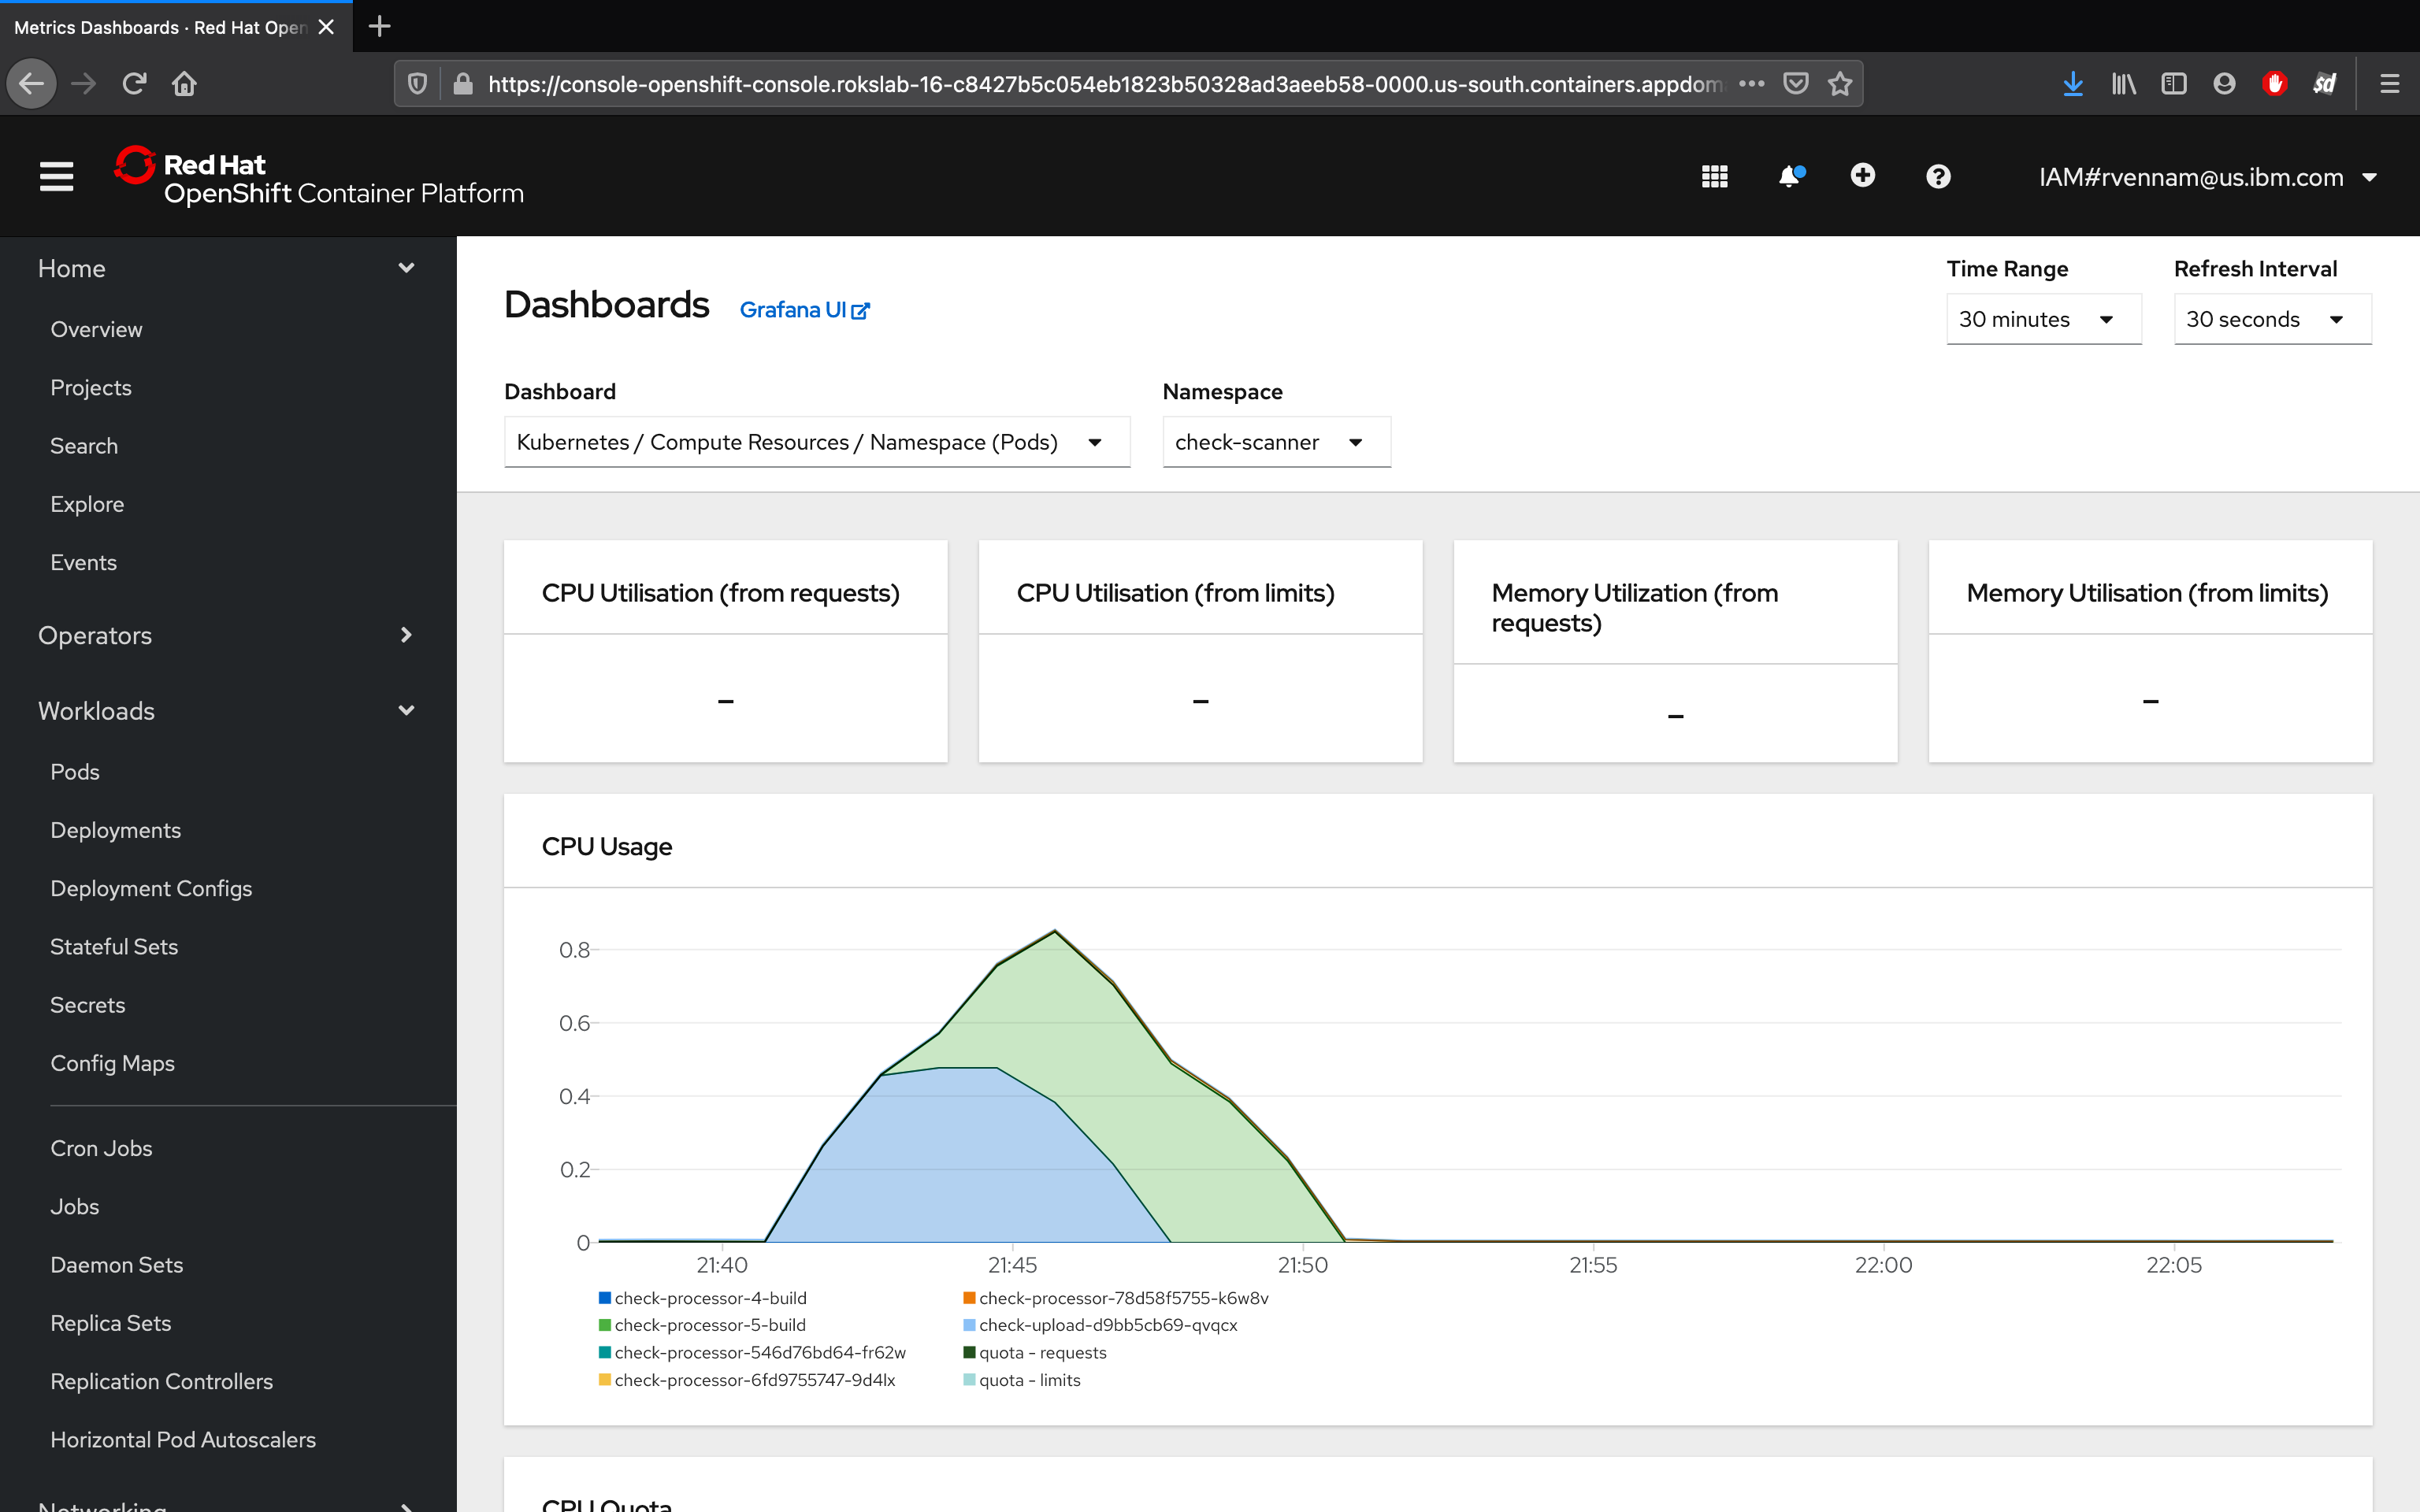 Metrics Dashboards · Red Hat Open
https://console-openshift-console.rokslab-16-c8427b5c054eb1823b50328ad3aeeb58-0000.us-south.containers.appdom
Red Hat
OpenShift Container Platform
IAM#rvennam@us.ibm.com
Home
Overview
Projects
Search
Explore
Events
Operators
Workloads
Pods
Deployments
Deployment Configs
Stateful Sets
Secrets
Config Maps
Cron Jobs
Jobs
Daemon Sets
Replica Sets
Replication Controllers
Horizontal Pod Autoscalers
Networking
Dashboards
Grafana UI
Time Range
30 minutes
Refresh Interval
30 seconds
Dashboard
Kubernetes / Compute Resources / Namespace (Pods)
Namespace
check-scanner
CPU Utilisation (from requests)
–
CPU Utilisation (from limits)
–
Memory Utilization (from
requests)
–
Memory Utilisation (from limits)
–
CPU Usage
0.8
0.6
0.4
0.2
0
21:40
21:45
21:50
21:55
22:00
22:05
check-processor-4-build
check-processor-5-build
check-processor-546d76bd64-fr62w
check-processor-6fd9755747-9d4lx
check-processor-78d58f5755-k6w8v
check-upload-d9bb5cb69-qvqcx
quota - requests
quota - limits
CPU Quota